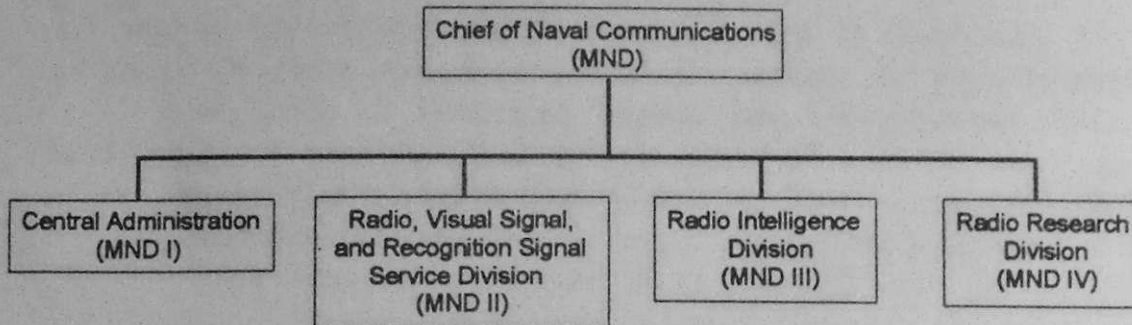 Chief of Naval Communications
(MND)
Central Administration
(MND I)
Radio, Visual Signal,
and Recognition Signal
Service Division
(MND II)
Radio Intelligence
Division
(MND III)
Radio Research
Division
(MND IV)